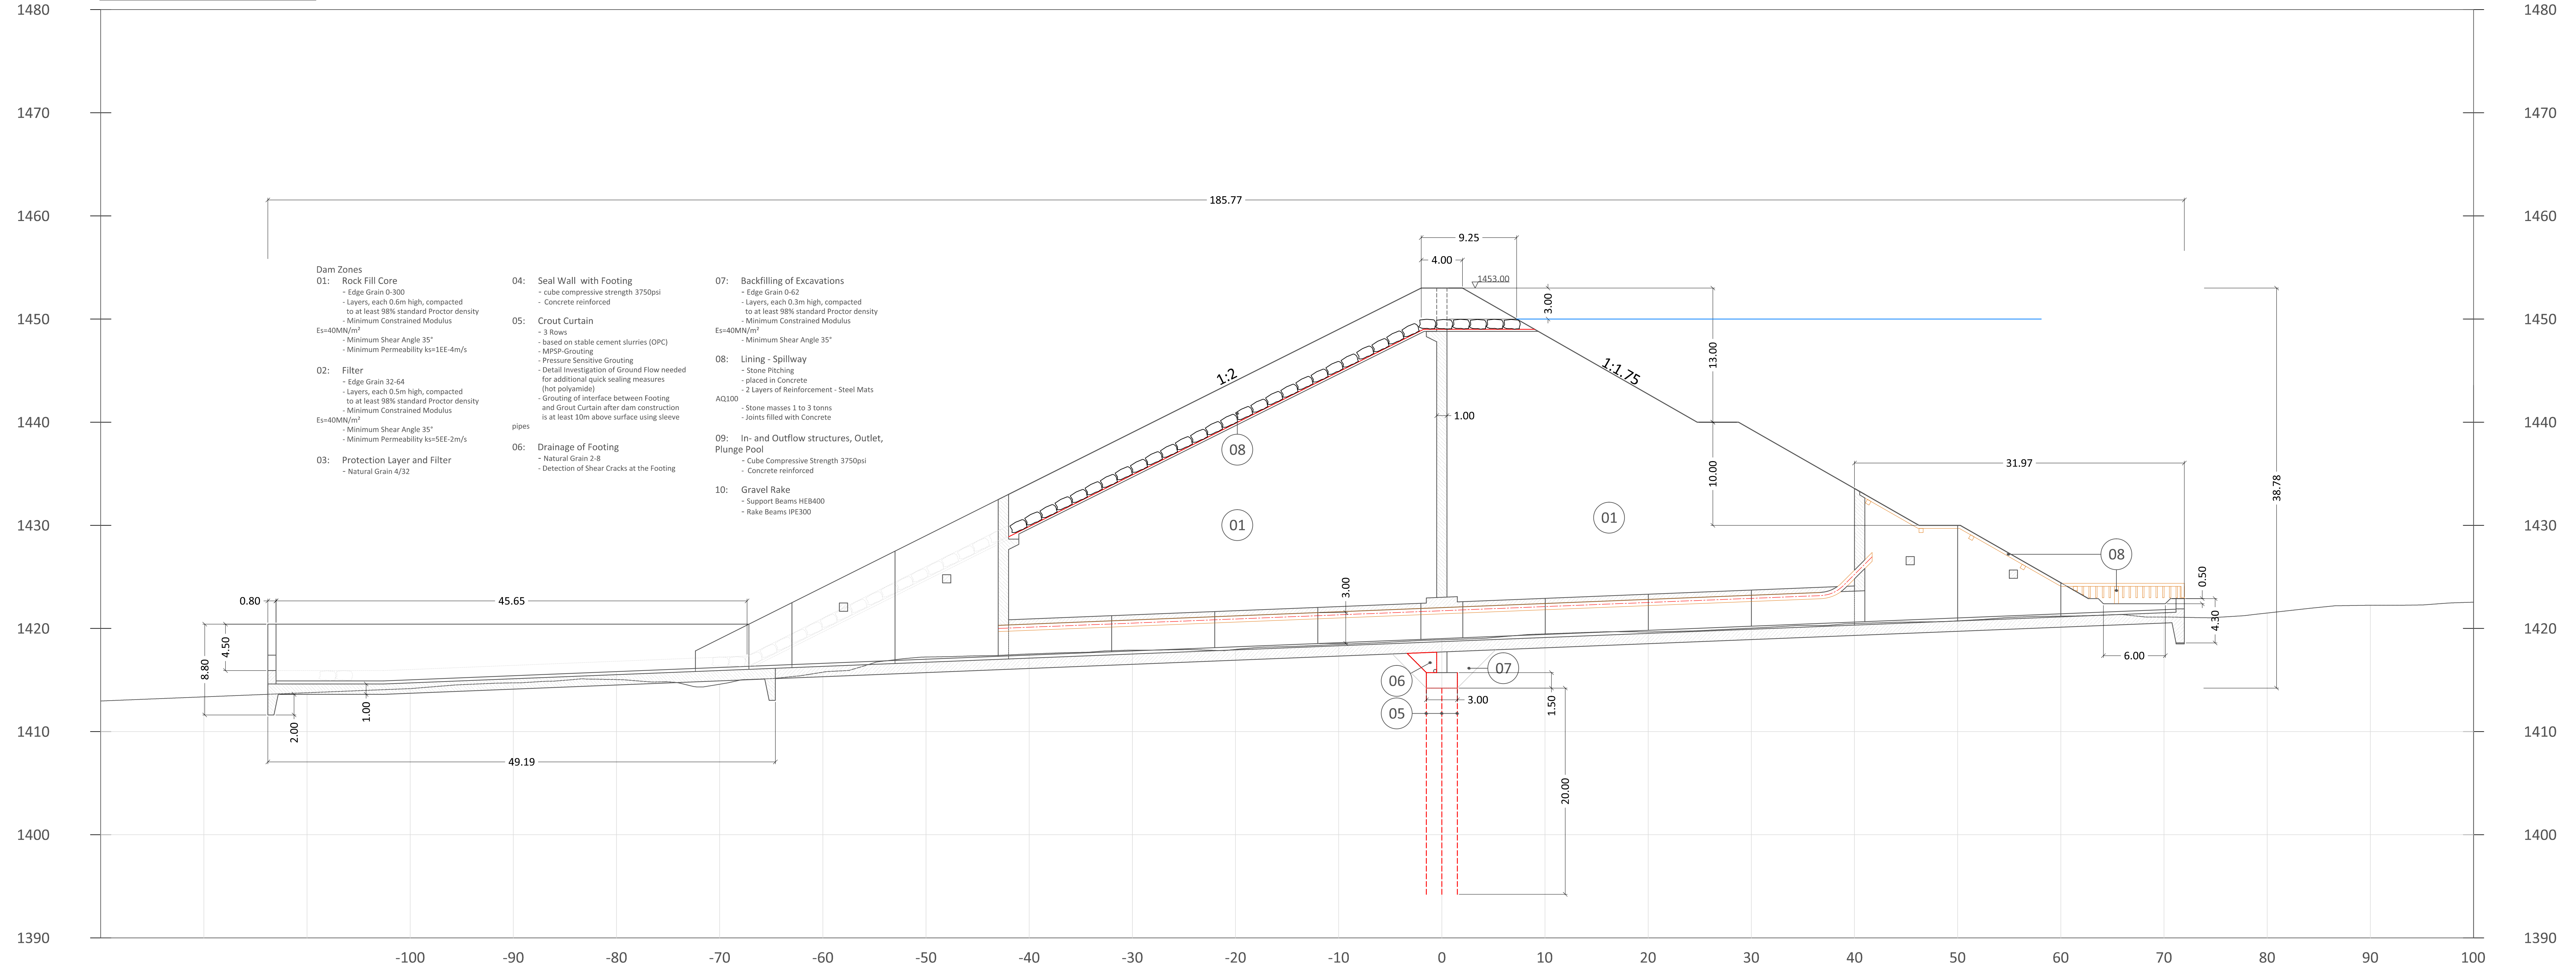 1480
1480
1470
1470
1460
1460
185.77
9.25
4.00
1453.00
3.00
Dam Zones
01: Rock Fill Core
- Edge Grain 0-300
- Layers, each 0.6m high, compacted
to at least 98% standard Proctor density
- Minimum Constrained Modulus
Es=40MN/m²
- Minimum Shear Angle 35°
- Minimum Permeability ks=1EE-4m/s
02: Filter
- Edge Grain 32-64
- Layers, each 0.5m high, compacted
to at least 98% standard Proctor density
- Minimum Constrained Modulus
Es=40MN/m²
- Minimum Shear Angle 35°
- Minimum Permeability ks=5EE-2m/s
03: Protection Layer and Filter
- Natural Grain 4/32
04: Seal Wall with Footing
- cube compressive strength 3750psi
- Concrete reinforced
05: Crout Curtain
- 3 Rows
- based on stable cement slurries (OPC)
- MPSP-Grouting
- Pressure Sensitive Grouting
- Detail Investigation of Ground Flow needed
for additional quick sealing measures
(hot polyamide)
- Grouting of interface between Footing
and Grout Curtain after dam construction
is at least 10m above surface using sleeve
pipes
06: Drainage of Footing
- Natural Grain 2-8
- Detection of Shear Cracks at the Footing
07: Backfilling of Excavations
- Edge Grain 0-62
- Layers, each 0.3m high, compacted
to at least 98% standard Proctor density
- Minimum Constrained Modulus
Es=40MN/m²
- Minimum Shear Angle 35°
08: Lining - Spillway
- Stone Pitching
- placed in Concrete
- 2 Layers of Reinforcement - Steel Mats
AQ100
- Stone masses 1 to 3 tonns
- Joints filled with Concrete
09: In- and Outflow structures, Outlet,
Plunge Pool
- Cube Compressive Strength 3750psi
- Concrete reinforced
10: Gravel Rake
- Support Beams HEB400
- Rake Beams IPE300
1450
1450
13.00
1:2
1:1.75
1.00
1440
1440
08
31.97
10.00
38.78
01
01
1430
1430
08
0.50
3.00
0.80
45.65
1420
1420
4.50
8.80
4.30
6.00
07
06
05
3.00
1.50
1.00
2.00
1410
1410
49.19
20.00
1400
1400
1390
1390
-100 -90 -80 -70 -60 -50 -40 -30 -20 -10 0 10 20 30 40 50 60 70 80 90 100